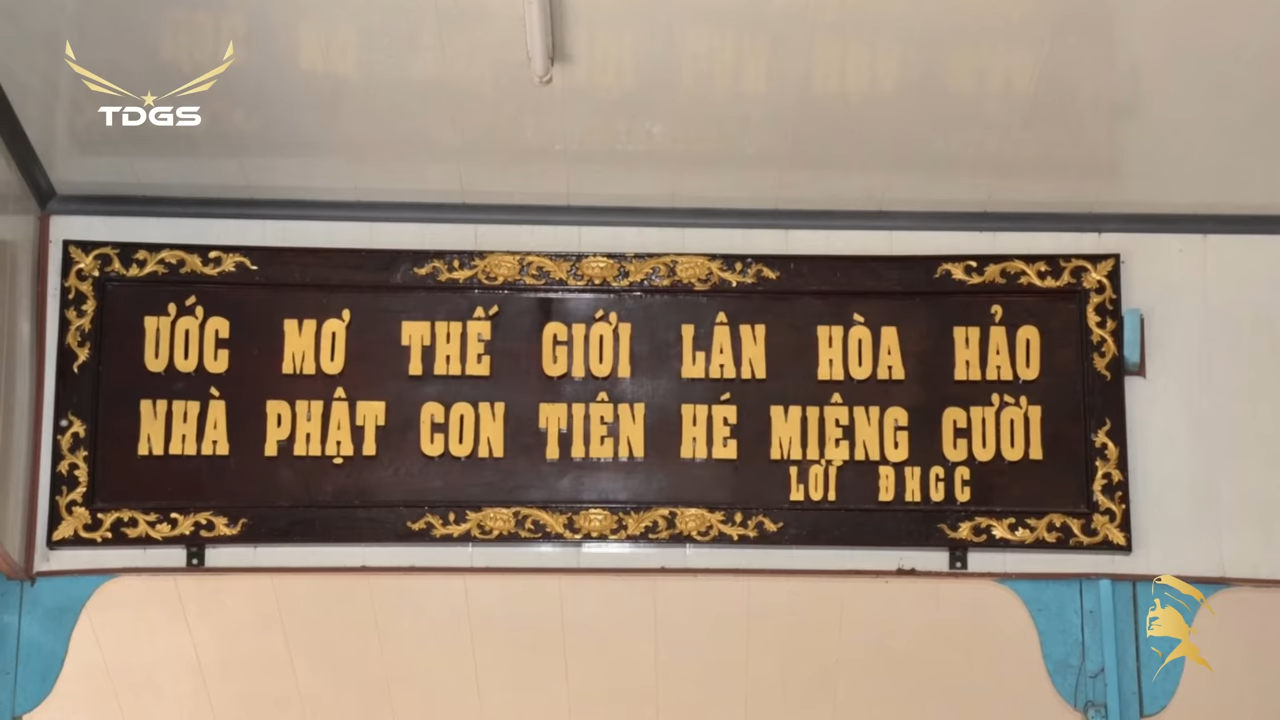 TDGS
ƯỚC MƠ THẾ GIỚI LÂN HÒA HẢO
NHÀ PHẬT CON TIÊN HÉ MIỆNG CƯỜI
LỜI ĐHGC